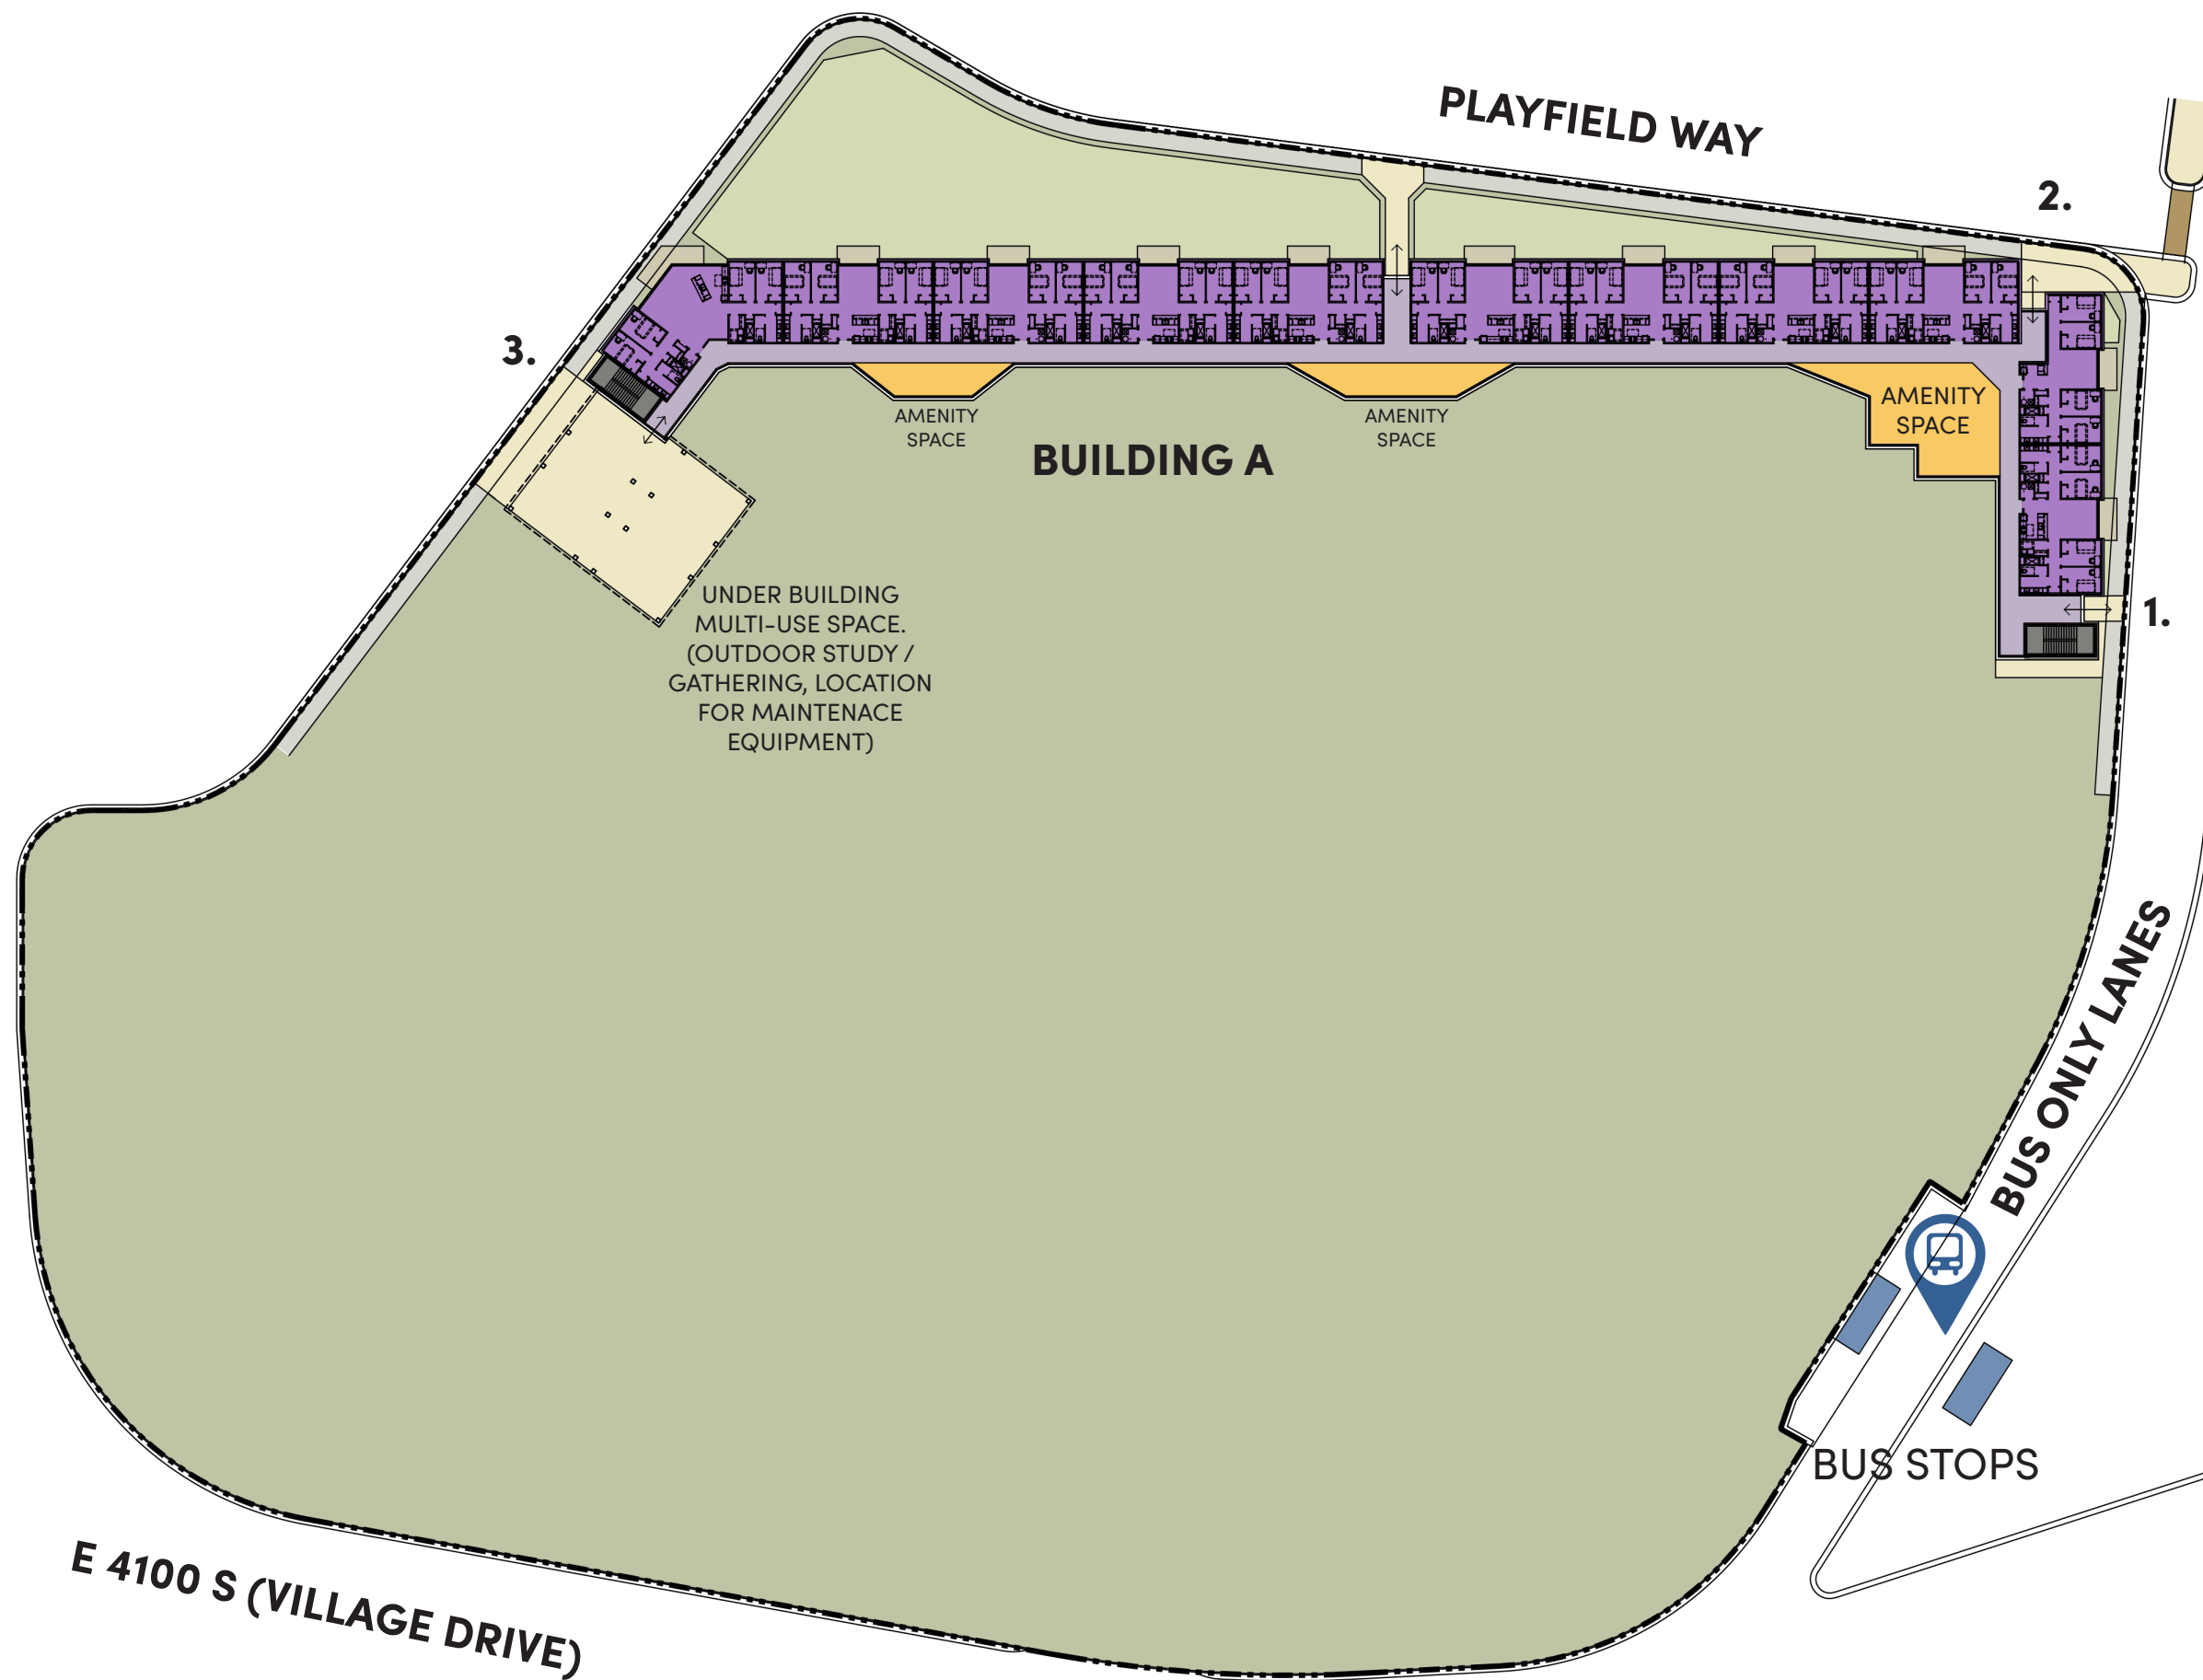 PLAYFIELD WAY
2.
3.
AMENITY
SPACE
AMENITY
SPACE
AMENITY
SPACE
BUILDING A
UNDER BUILDING
MULTI-USE SPACE.
(OUTDOOR STUDY /
GATHERING, LOCATION
FOR MAINTENACE
EQUIPMENT)
1.
BUS ONLY LANES
BUS STOPS
E 4100 S (VILLAGE DRIVE)